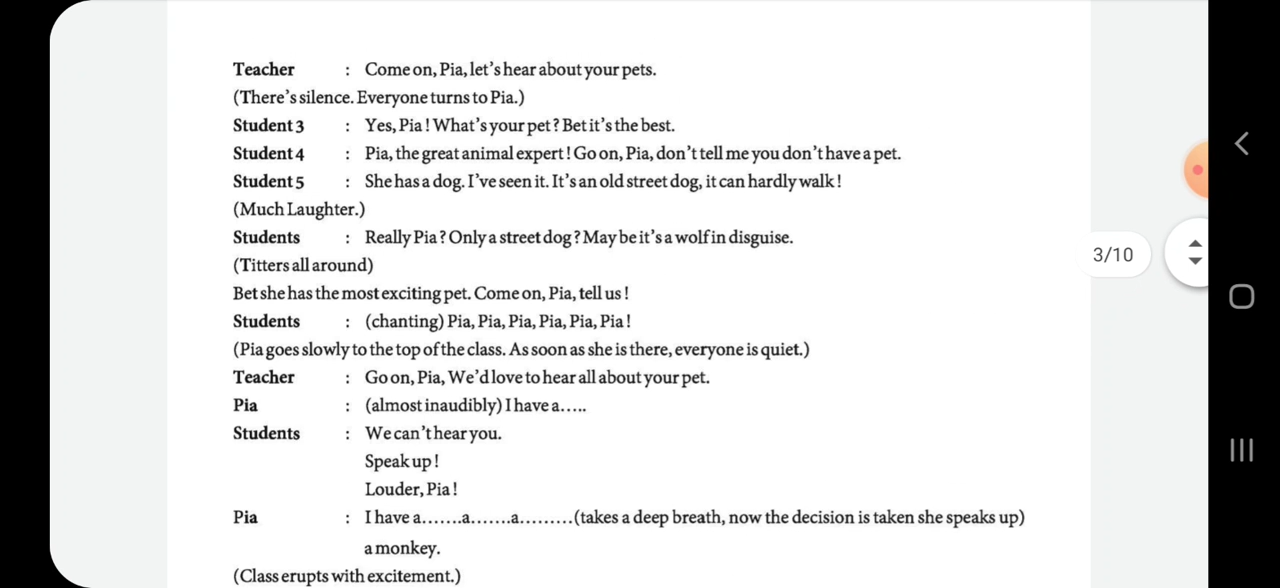 Teacher : Come on, Pia, let's hear about your pets.
(There's silence. Everyone turns to Pia.)
Student 3 : Yes, Pia ! What's your pet ? Bet it's the best.
Student 4 : Pia, the great animal expert ! Go on, Pia, don't tell me you don't have a pet.
Student 5 : She has a dog. I've seen it. It's an old street dog, it can hardly walk !
(Much Laughter.)
Students : Really Pia ? Only a street dog ? May be it's a wolf in disguise.
(Titters all around)
Bet she has the most exciting pet. Come on, Pia, tell us !
Students : (chanting) Pia, Pia, Pia, Pia, Pia, Pia !
(Pia goes slowly to the top of the class. As soon as she is there, everyone is quiet.)
Teacher : Go on, Pia, We'd love to hear all about your pet.
Pia : (almost inaudibly) I have a.....
Students : We can't hear you.
Speak up !
Louder, Pia !
Pia : I have a.......a.......a.........(takes a deep breath, now the decision is taken she speaks up)
a monkey.
(Class erupts with excitement.)
3/10